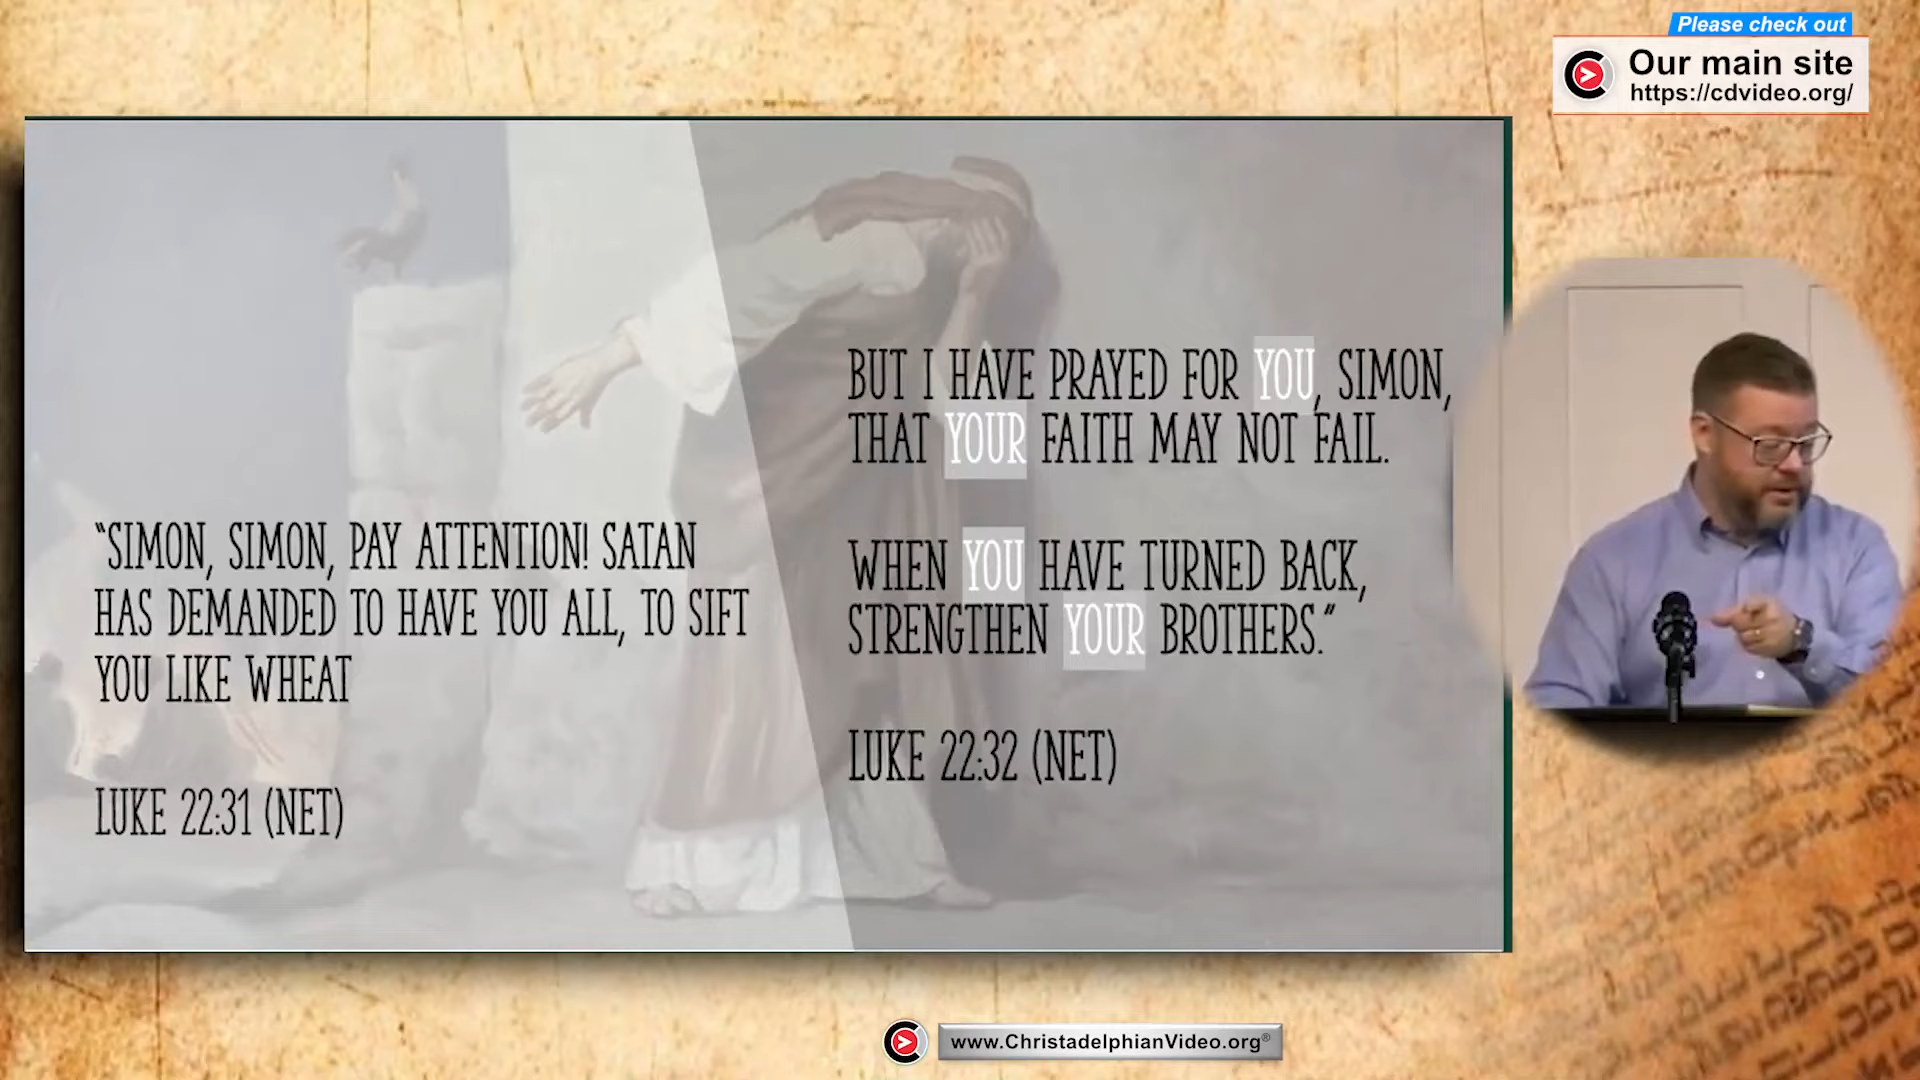 Please check out
Our main site
https://cdvideo.org/
"SIMON, SIMON, PAY ATTENTION! SATAN
HAS DEMANDED TO HAVE YOU ALL, TO SIFT
YOU LIKE WHEAT
LUKE 22:31 (NET)
BUT I HAVE PRAYED FOR YOU, SIMON,
THAT YOUR FAITH MAY NOT FAIL.
WHEN YOU HAVE TURNED BACK,
STRENGTHEN YOUR BROTHERS."
LUKE 22:32 (NET)
www.ChristadelphianVideo.org®